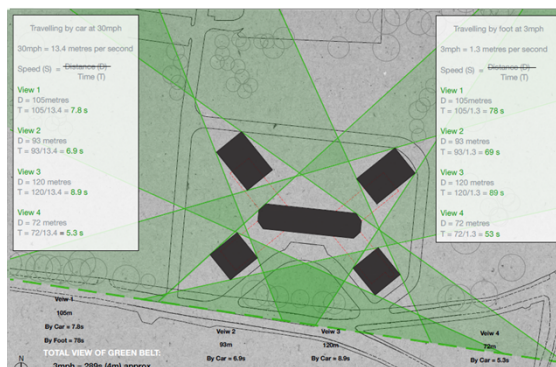 Travelling by car at 30mph
30mph = 13.4 metres per second
Speed (S) = Distance (D)
Time (T)
View 1
D = 105metres
T = 105/13.4 = 7.8 s
View 2
D = 93 metres
T = 93/13.4 = 6.9 s
View 3
D = 120 metres
T = 120/13.4 = 8.9 s
View 4
D = 72 metres
T = 72/13.4 = 5.3 s
Travelling by foot at 3mph
3mph = 1.3 metres per second
Speed (S) = Distance (D)
Time (T)
View 1
D = 105metres
T = 105/1.3 = 78 s
View 2
D = 93 metres
T = 93/1.3 = 69 s
View 3
D = 120 metres
T = 120/1.3 = 89 s
View 4
D = 72 metres
T = 72/1.3 = 53 s
Veiw 1
105m
By Car = 7.8s
By Foot = 78s
Veiw 2
93m
By Car = 6.9s
Veiw 3
120m
By Car = 8.9s
Veiw 4
72m
By Car = 5.3s
TOTAL VIEW OF GREEN BELT:
3mph = 289s (4m) approx
N